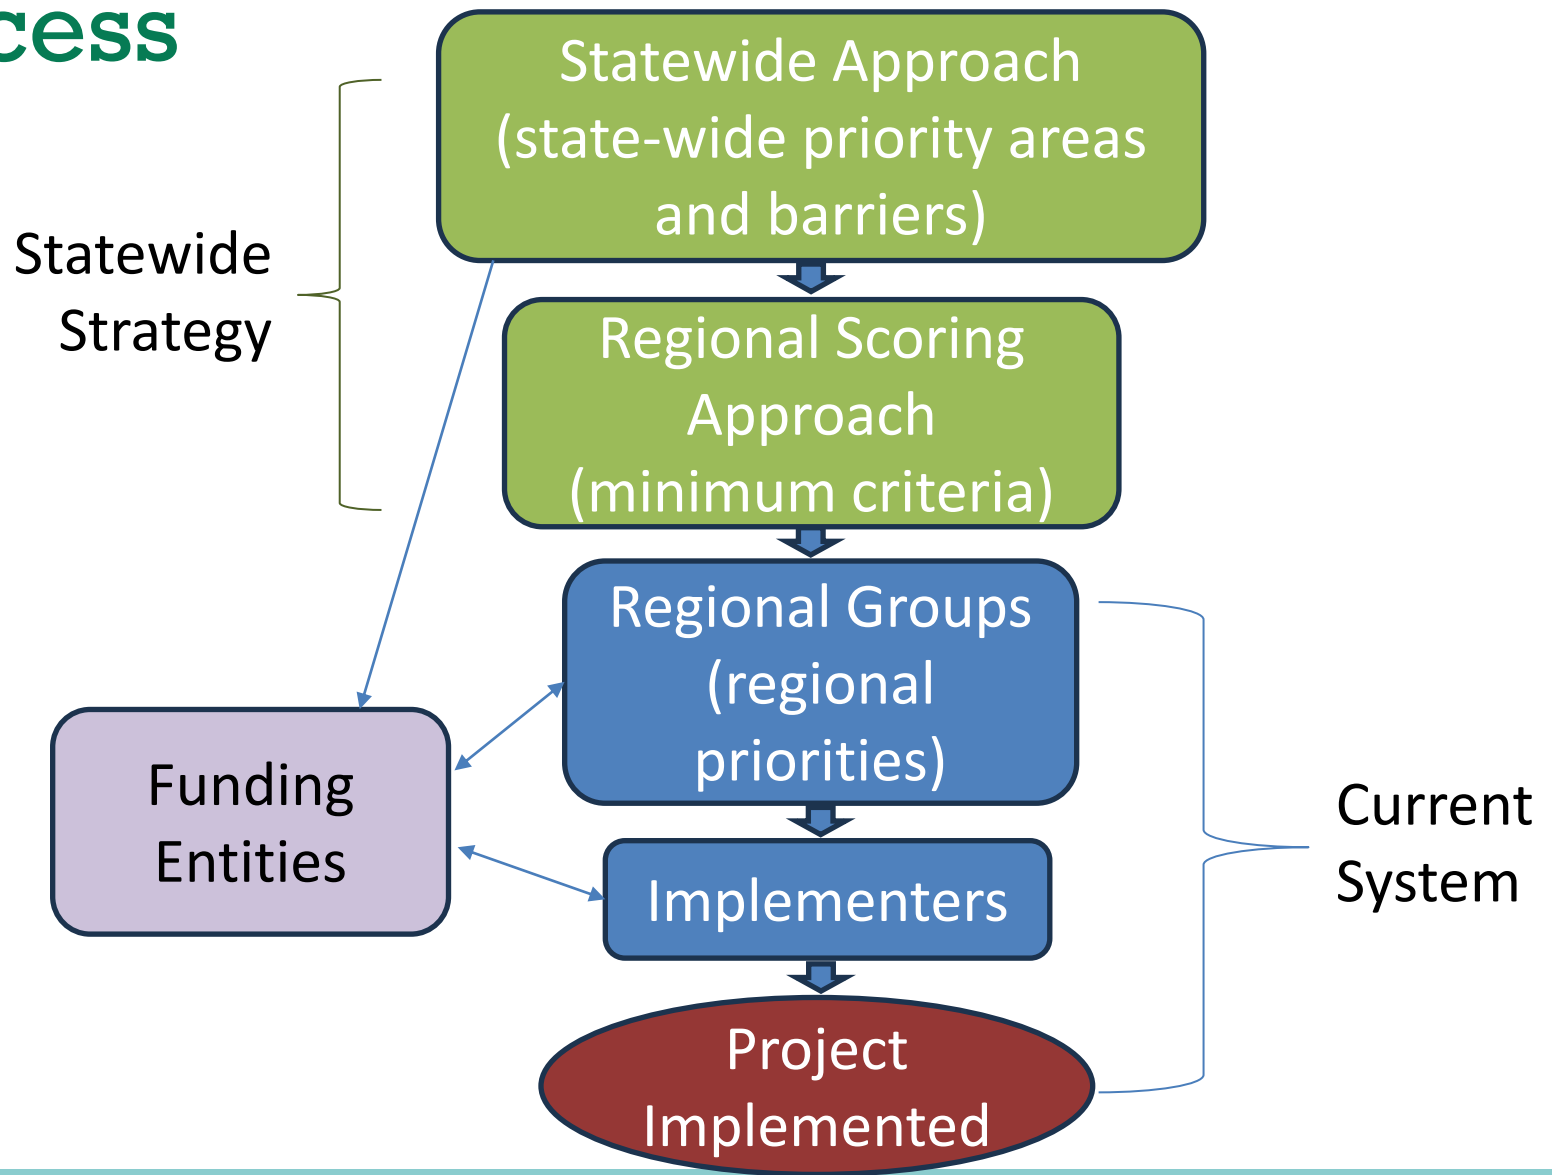 cess
Statewide Approach
(state-wide priority areas
and barriers)
Statewide
Strategy
Regional Scoring
Approach
(minimum criteria)
Regional Groups
(regional
priorities)
Funding
Entities
Implementers
Current
System
Project
Implemented